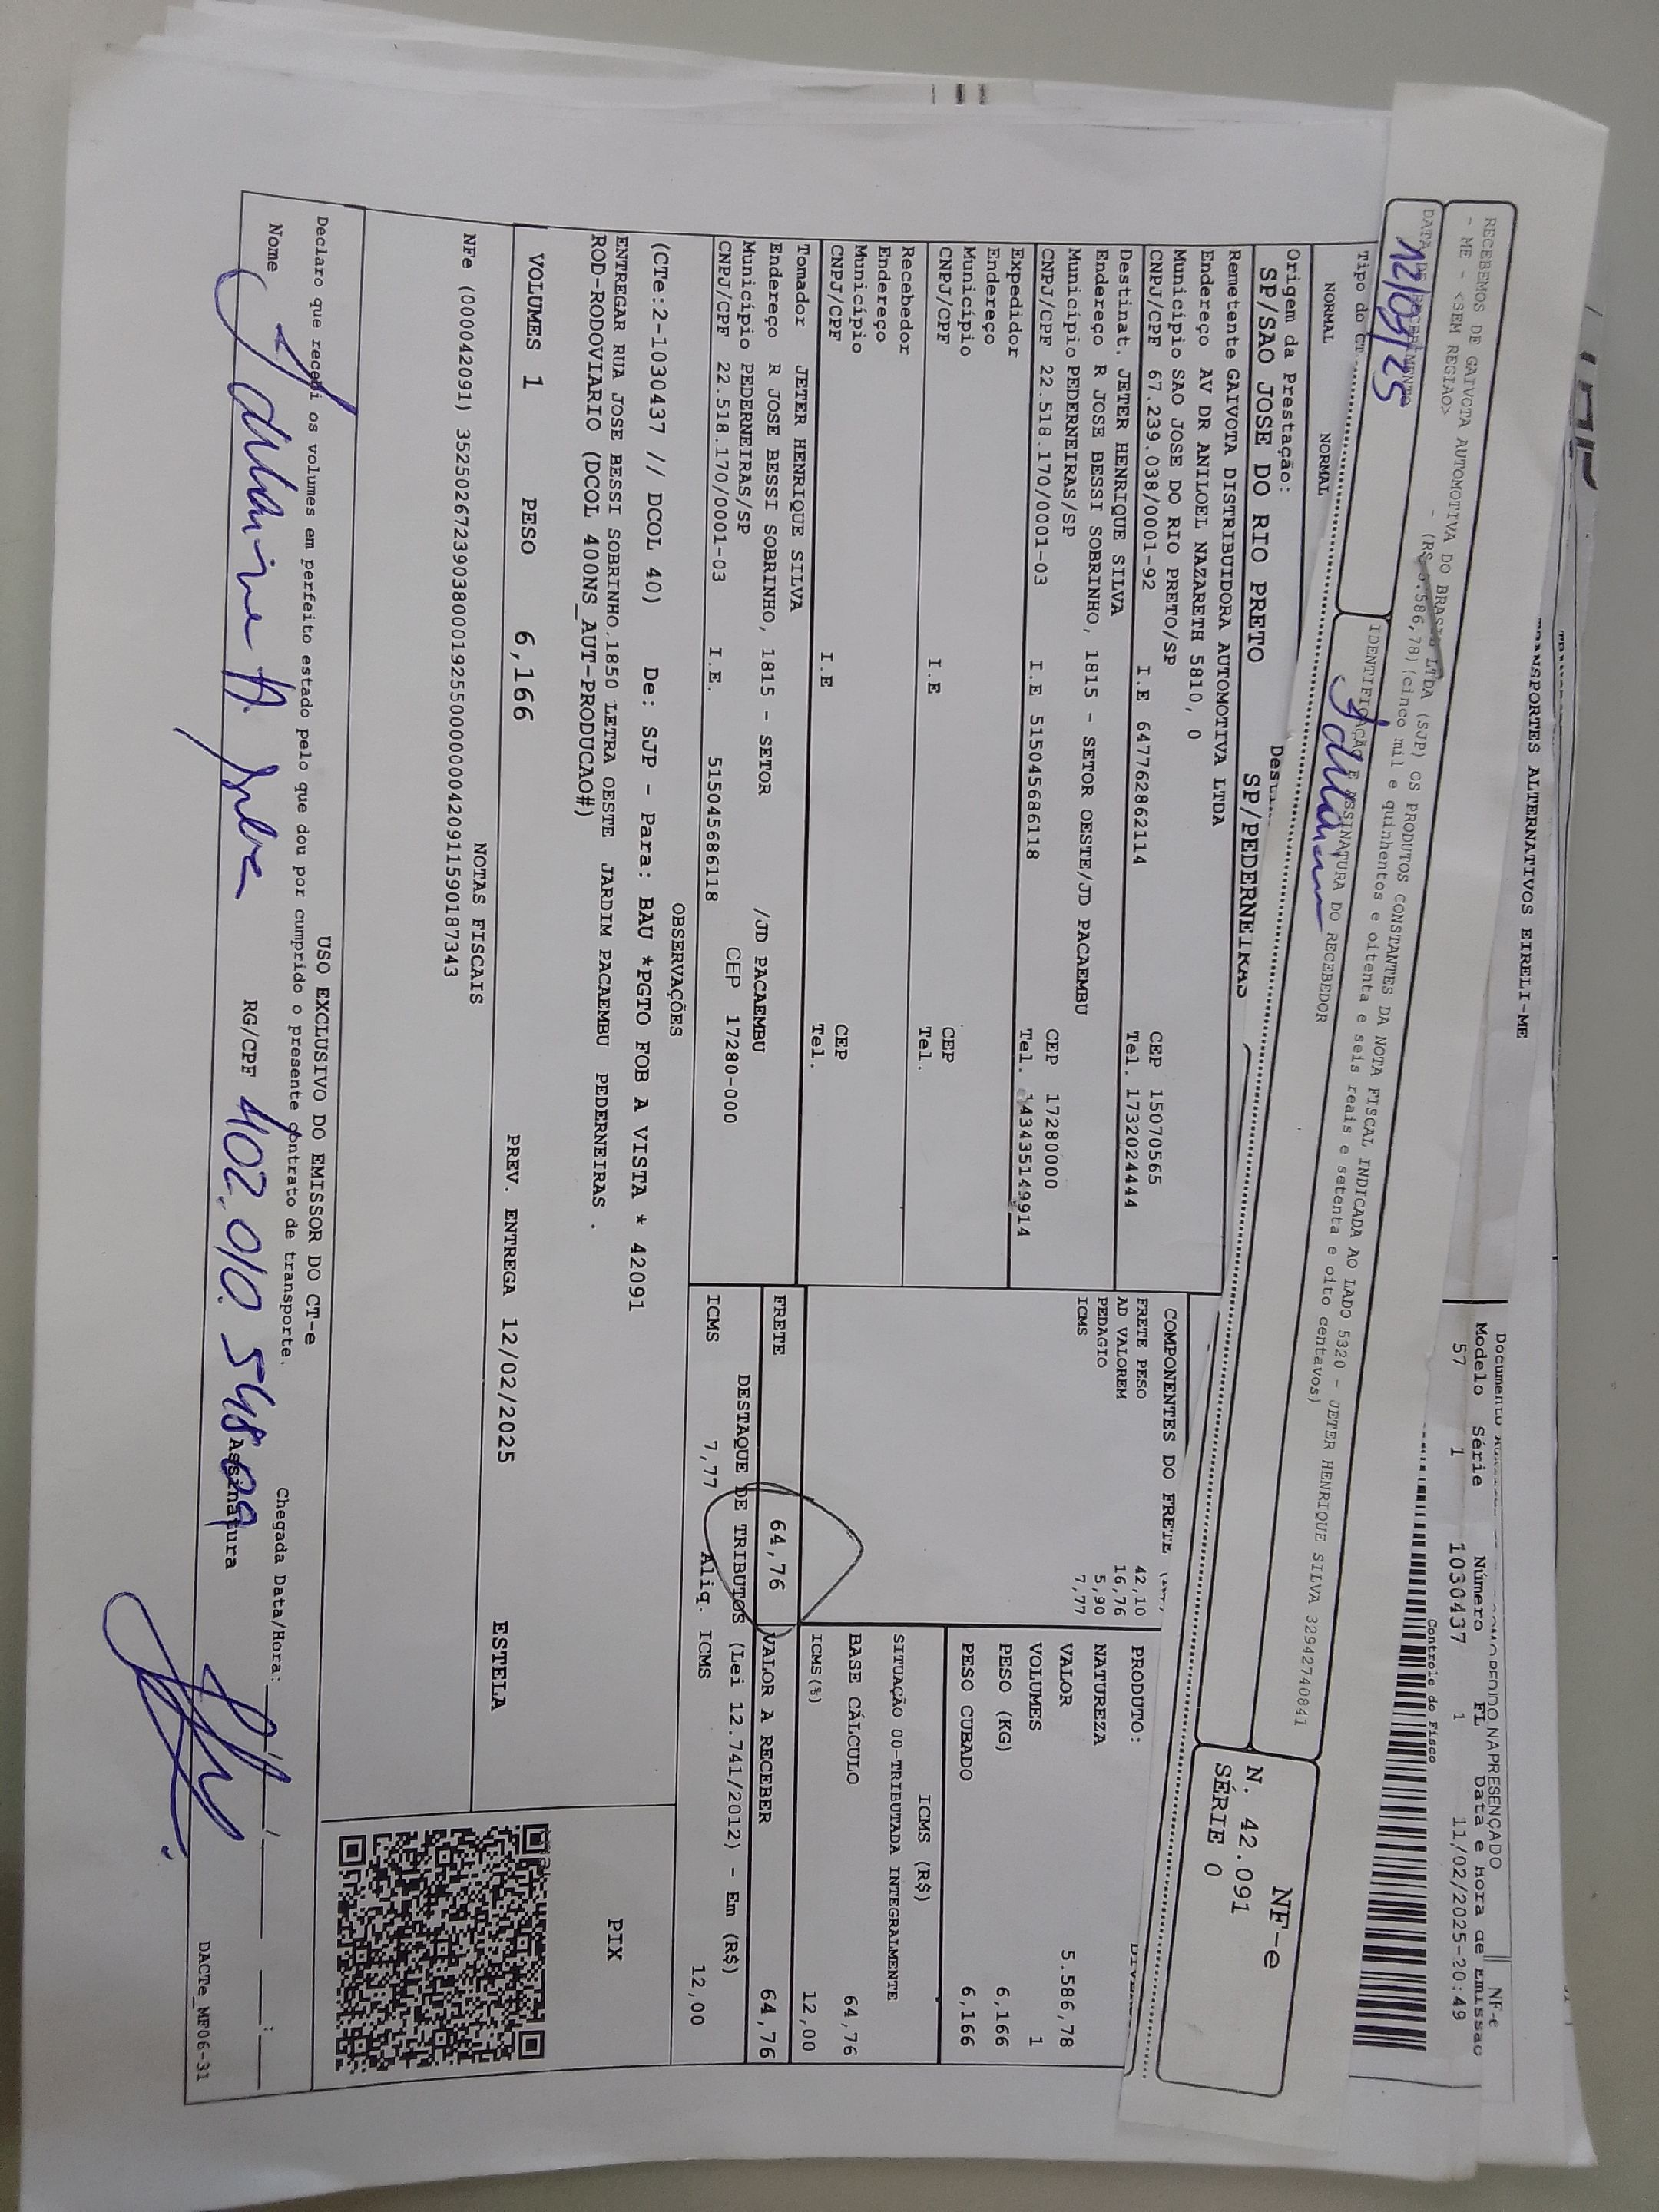 TRANSPORTES ALTERNATIVOS EIRELI-ME
Modelo Série Número FL Data e Hora de Emissão
57 1 1030437 1 11/02/2025-20:49
Controle do Fisco
NF-e
RECEBEMOS DE GAIVOTA AUTOMOTIVA DO BRASIL LTDA (SJP) OS PRODUTOS CONSTANTES DA NOTA FISCAL INDICADA AO LADO 5320 - JETER HENRIQUE SILVA 32942740841
- ME - <SEM REGIAO> - (R$ 5.586,78) (cinco mil e quinhentos e oitenta e seis reais e setenta e oito centavos)
DATA DE RECEBIMENTO
IDENTIFICAÇÃO E ASSINATURA DO RECEBEDOR
NF-e
N. 42.091
SÉRIE 0
Tipo do CT
NORMAL NORMAL
Origem da Prestação:
SP/SAO JOSE DO RIO PRETO SP/PEDERNEIRAS
Remetente GAIVOTA DISTRIBUIDORA AUTOMOTIVA LTDA
Endereço AV DR ANILOEL NAZARETH 5810, 0
Município SAO JOSE DO RIO PRETO/SP CEP 15070565
CNPJ/CPF 67.239.038/0001-92 I.E 647762862114 Tel. 1732024444
Destinat. JETER HENRIQUE SILVA
Endereço R JOSE BESSI SOBRINHO, 1815 - SETOR OESTE/JD PACAEMBU
Município PEDERNEIRAS/SP CEP 17280000
CNPJ/CPF 22.518.170/0001-03 I.E 515045686118 Tel. 143435149914
Expedidor
Endereço
Município CEP
CNPJ/CPF I.E Tel.
Recebedor
Endereço
Município CEP
CNPJ/CPF I.E Tel.
Tomador JETER HENRIQUE SILVA
Endereço R JOSE BESSI SOBRINHO, 1815 - SETOR /JD PACAEMBU
Município PEDERNEIRAS/SP CEP 17280-000
CNPJ/CPF 22.518.170/0001-03 I.E. 515045686118
COMPONENTES DO FRETE
FRETE PESO 42,10
AD VALOREM 16,76
PEDAGIO 5,90
ICMS 7,77
PRODUTO:
NATUREZA
VALOR 5.586,78
VOLUMES 1
PESO (KG) 6,166
PESO CUBADO 6,166
ICMS (R$)
SITUAÇÃO 00-TRIBUTADA INTEGRALMENTE
BASE CÁLCULO 64,76
ICMS(%) 12,00
FRETE 64,76 VALOR A RECEBER 64,76
DESTAQUE DE TRIBUTOS (Lei 12.741/2012) - Em (R$)
ICMS 7,77 Aliq. ICMS 12,00
OBSERVAÇÕES
(CTe:2-1030437 // DCOL 40) De: SJP - Para: BAU *PGTO FOB A VISTA * 42091
ENTREGAR RUA JOSE BESSI SOBRINHO.1850 LETRA OESTE JARDIM PACAEMBU PEDERNEIRAS .
ROD-RODOVIARIO (DCOL 400NS_AUT-PRODUCAO#)
PIX
VOLUMES 1 PESO 6,166 PREV. ENTREGA 12/02/2025 ESTELA
NOTAS FISCAIS
NFe (000042091) 35250267239038000192550000000420911590187343
USO EXCLUSIVO DO EMISSOR DO CT-e
Declaro que recebi os volumes em perfeito estado pelo que dou por cumprido o presente contrato de transporte.
Chegada Data/Hora:
Nome RG/CPF 402.010.548 09 Assinatura
DACTe_MF06-31